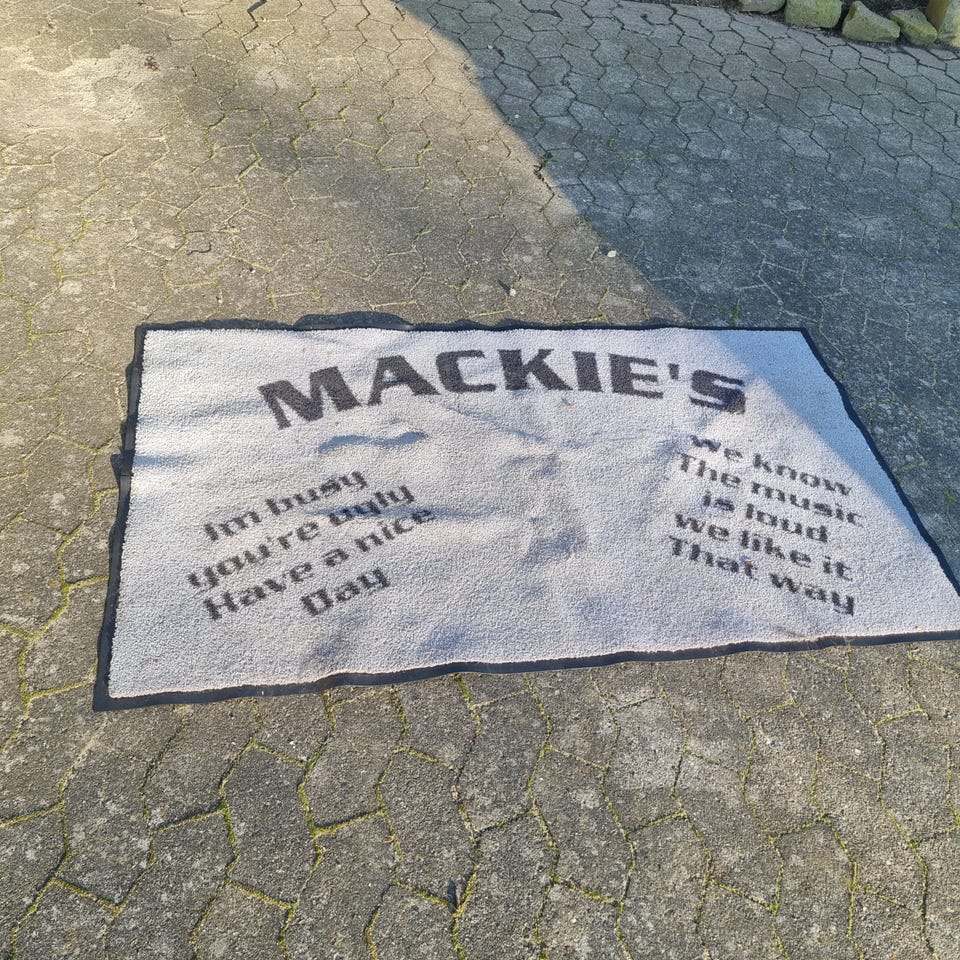 MACKIE'S
Im busy
you're ugly
Have a nice
Day
We know
The music
is loud
we like it
That way